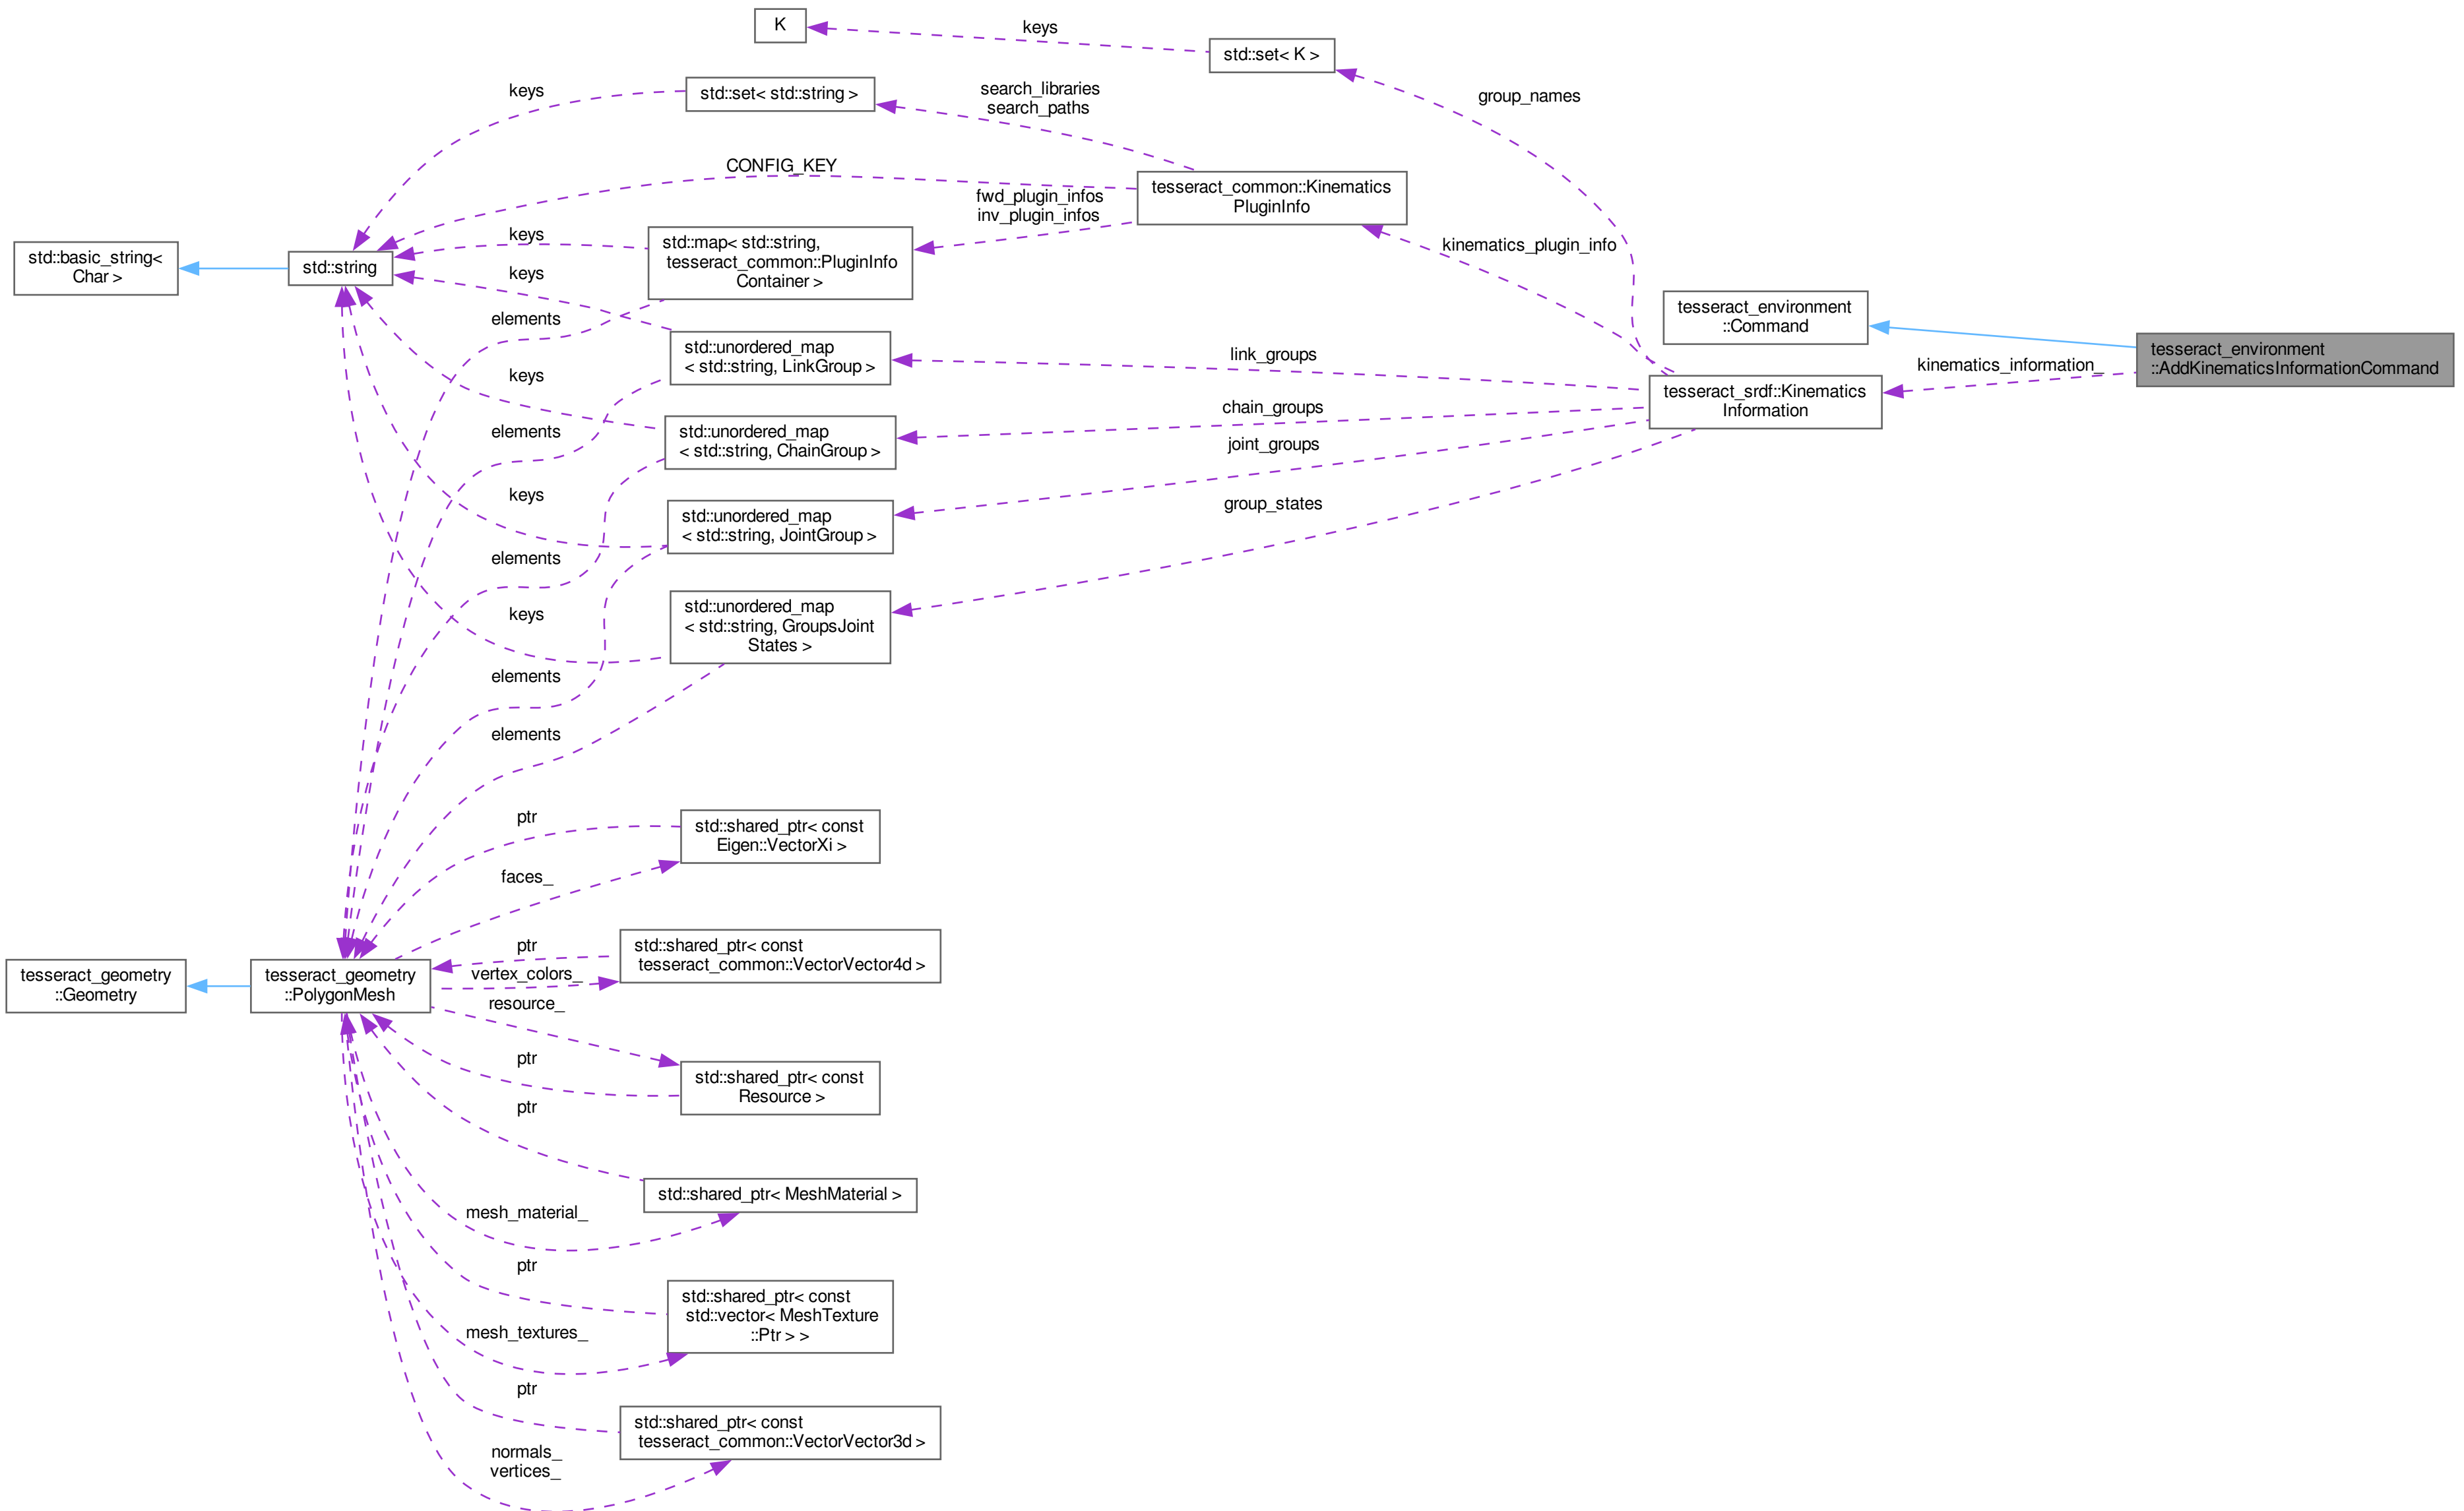 K
keys
std::set< K >
keys
std::set< std::string >
search_libraries
search_paths
group_names
CONFIG_KEY
tesseract_common::Kinematics
PluginInfo
fwd_plugin_infos
inv_plugin_infos
std::basic_string<
Char >
std::string
keys
std::map< std::string,
tesseract_common::PluginInfo
Container >
kinematics_plugin_info
keys
elements
std::unordered_map
< std::string, LinkGroup >
link_groups
tesseract_environment
::Command
tesseract_environment
::AddKinematicsInformationCommand
kinematics_information_
tesseract_srdf::Kinematics
Information
keys
elements
std::unordered_map
< std::string, ChainGroup >
chain_groups
joint_groups
keys
std::unordered_map
< std::string, JointGroup >
group_states
elements
keys
std::unordered_map
< std::string, GroupsJoint
States >
elements
elements
ptr
std::shared_ptr< const
Eigen::VectorXi >
faces_
tesseract_geometry
::Geometry
tesseract_geometry
::PolygonMesh
ptr
vertex_colors_
std::shared_ptr< const
tesseract_common::VectorVector4d >
resource_
ptr
std::shared_ptr< const
Resource >
ptr
std::shared_ptr< MeshMaterial >
mesh_material_
ptr
std::shared_ptr< const
std::vector< MeshTexture
::Ptr > >
mesh_textures_
ptr
std::shared_ptr< const
tesseract_common::VectorVector3d >
normals_
vertices_